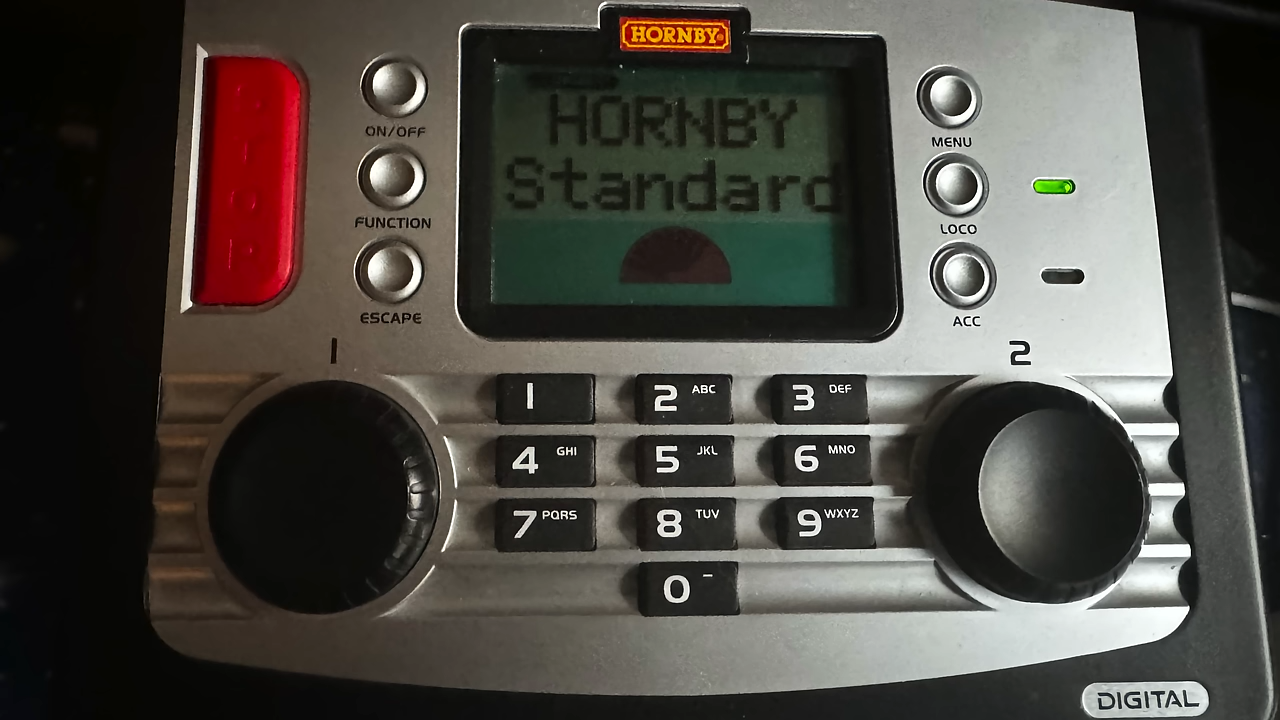 HORNBY
STOP
ON/OFF
FUNCTION
ESCAPE
HORNBY
Standard
MENU
LOCO
ACC
1
2
1
2 ABC
3 DEF
4 GHI
5 JKL
6 MNO
7 PQRS
8 TUV
9 WXYZ
0 –
DIGITAL